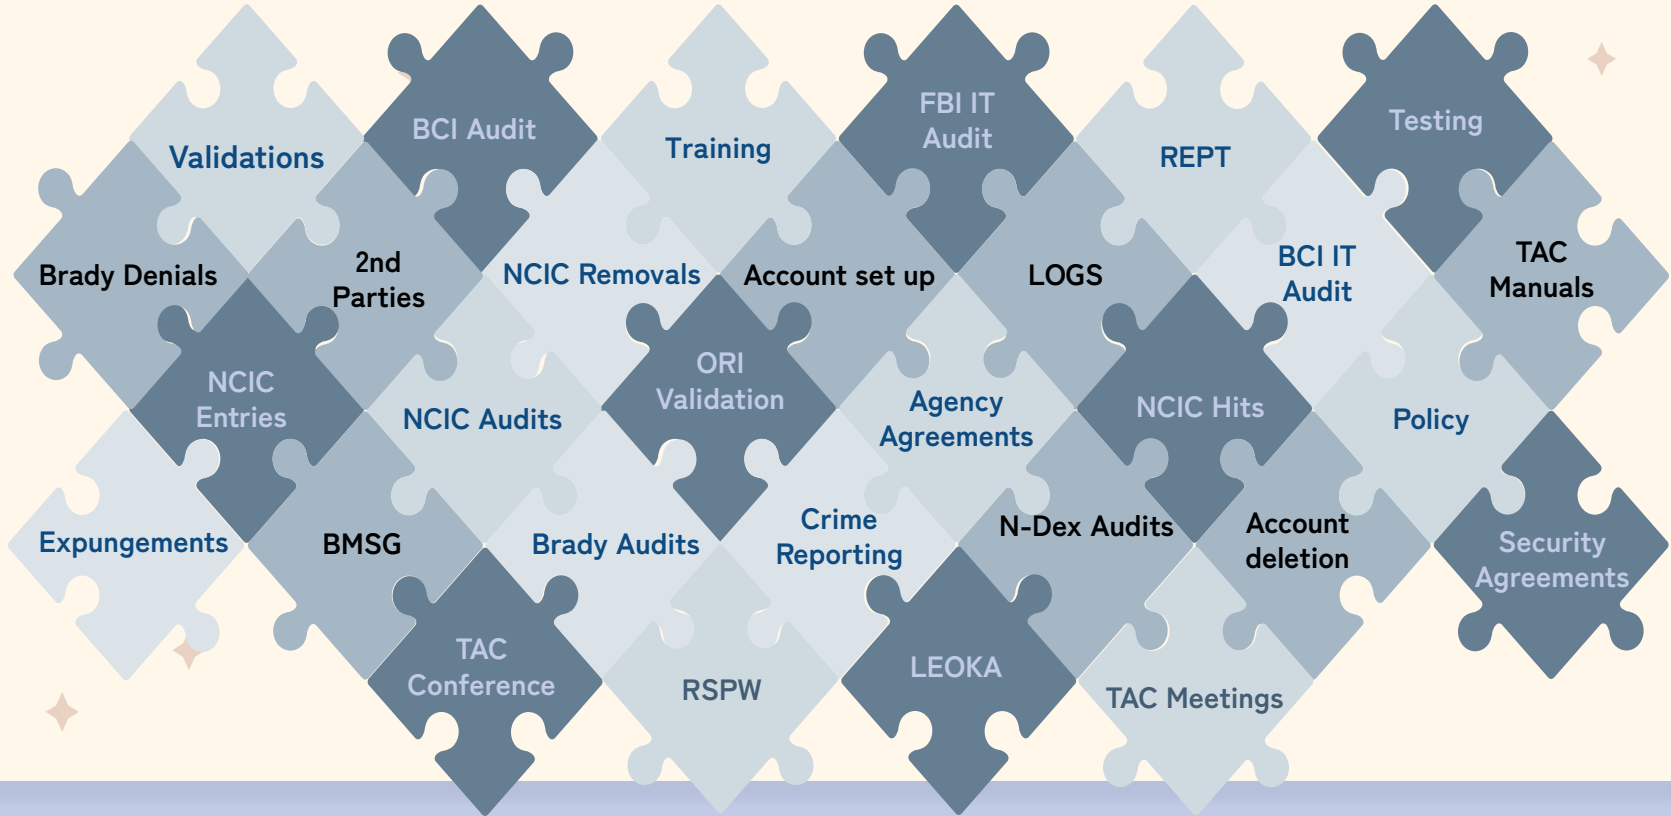 Validations
BCI Audit
Training
FBI IT
Audit
REPT
Testing
Brady Denials
2nd
Parties
NCIC Removals
Account set up
LOGS
BCI IT
Audit
TAC
Manuals
NCIC
Entries
NCIC Audits
ORI
Validation
Agency
Agreements
NCIC Hits
Policy
Expungements
BMSG
Brady Audits
Crime
Reporting
N-Dex Audits
Account
deletion
Security
Agreements
TAC
Conference
RSPW
LEOKA
TAC Meetings